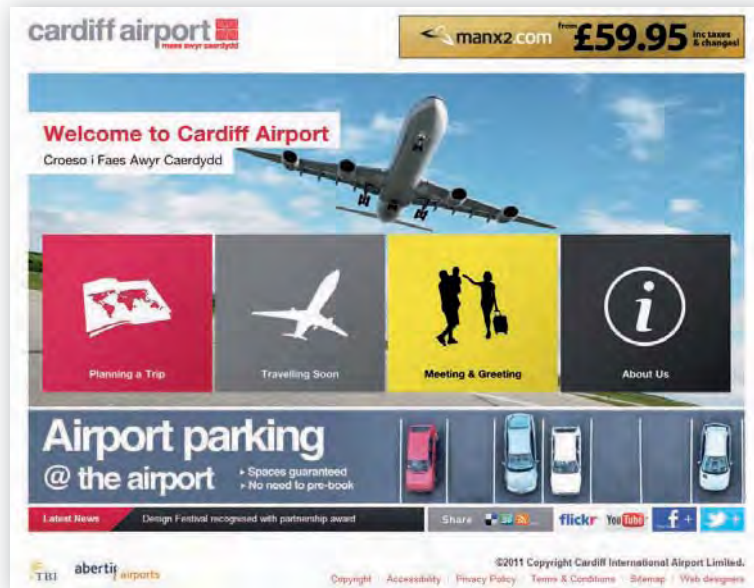 cardiff airport
maes awyr caerdydd
manx2.com from £59.95 inc taxes & changes!
Welcome to Cardiff Airport
Croeso i Faes Awyr Caerdydd
Planning a Trip
Travelling Soon
Meeting & Greeting
i
About Us
Airport parking
@ the airport
▸ Spaces guaranteed
▸ No need to pre-book
Latest News Design Festival recognised with partnership award Share flickr YouTube f + +
TBI abertis airports
©2011 Copyright Cardiff International Airport Limited.
Copyright | Accessibility | Privacy Policy | Terms & Conditions | Sitemap | Web designers